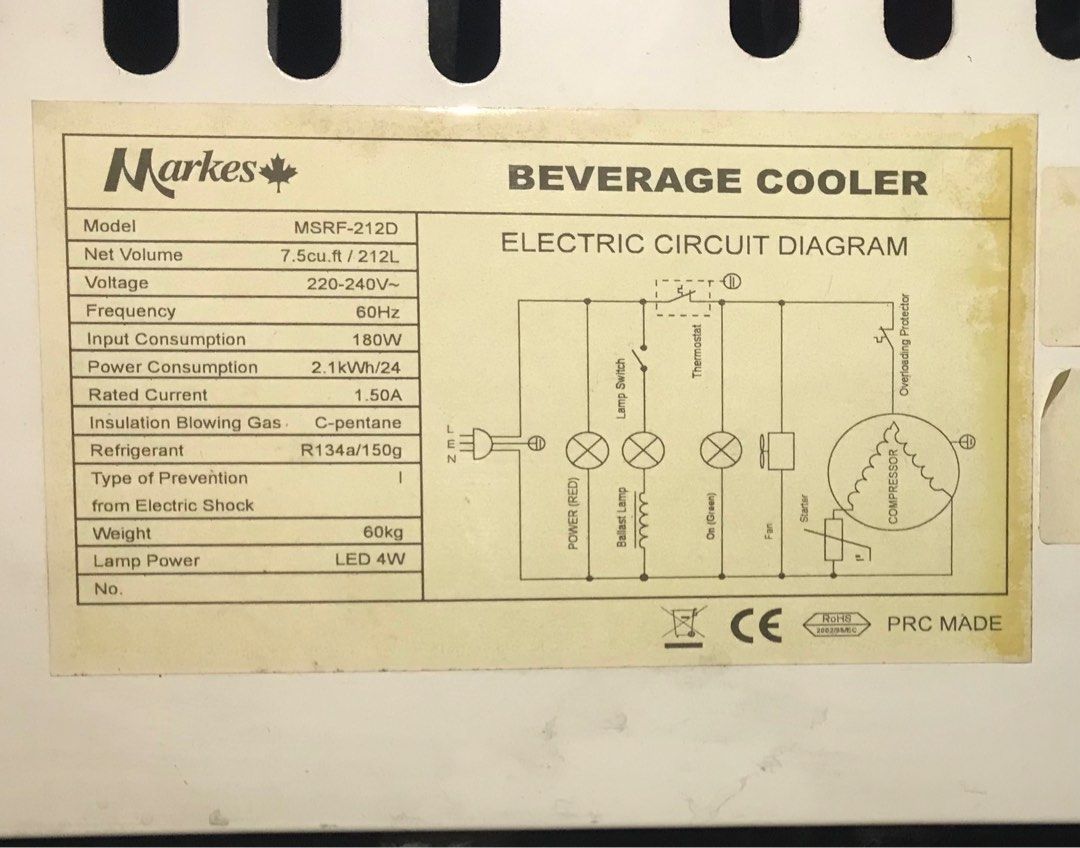 Markes
BEVERAGE COOLER
Model MSRF-212D
Net Volume 7.5cu.ft / 212L
Voltage 220-240V~
Frequency 60Hz
Input Consumption 180W
Power Consumption 2.1kWh/24
Rated Current 1.50A
Insulation Blowing Gas C-pentane
Refrigerant R134a/150g
Type of Prevention I
from Electric Shock
Weight 60kg
Lamp Power LED 4W
No.
ELECTRIC CIRCUIT DIAGRAM
L
E
N
POWER (RED)
Lamp Switch
Ballast Lamp
Thermostat
On (Green)
Fan
Starter
COMPRESSOR
Overloading Protector
CE
RoHS
2002/95/EC
PRC MADE